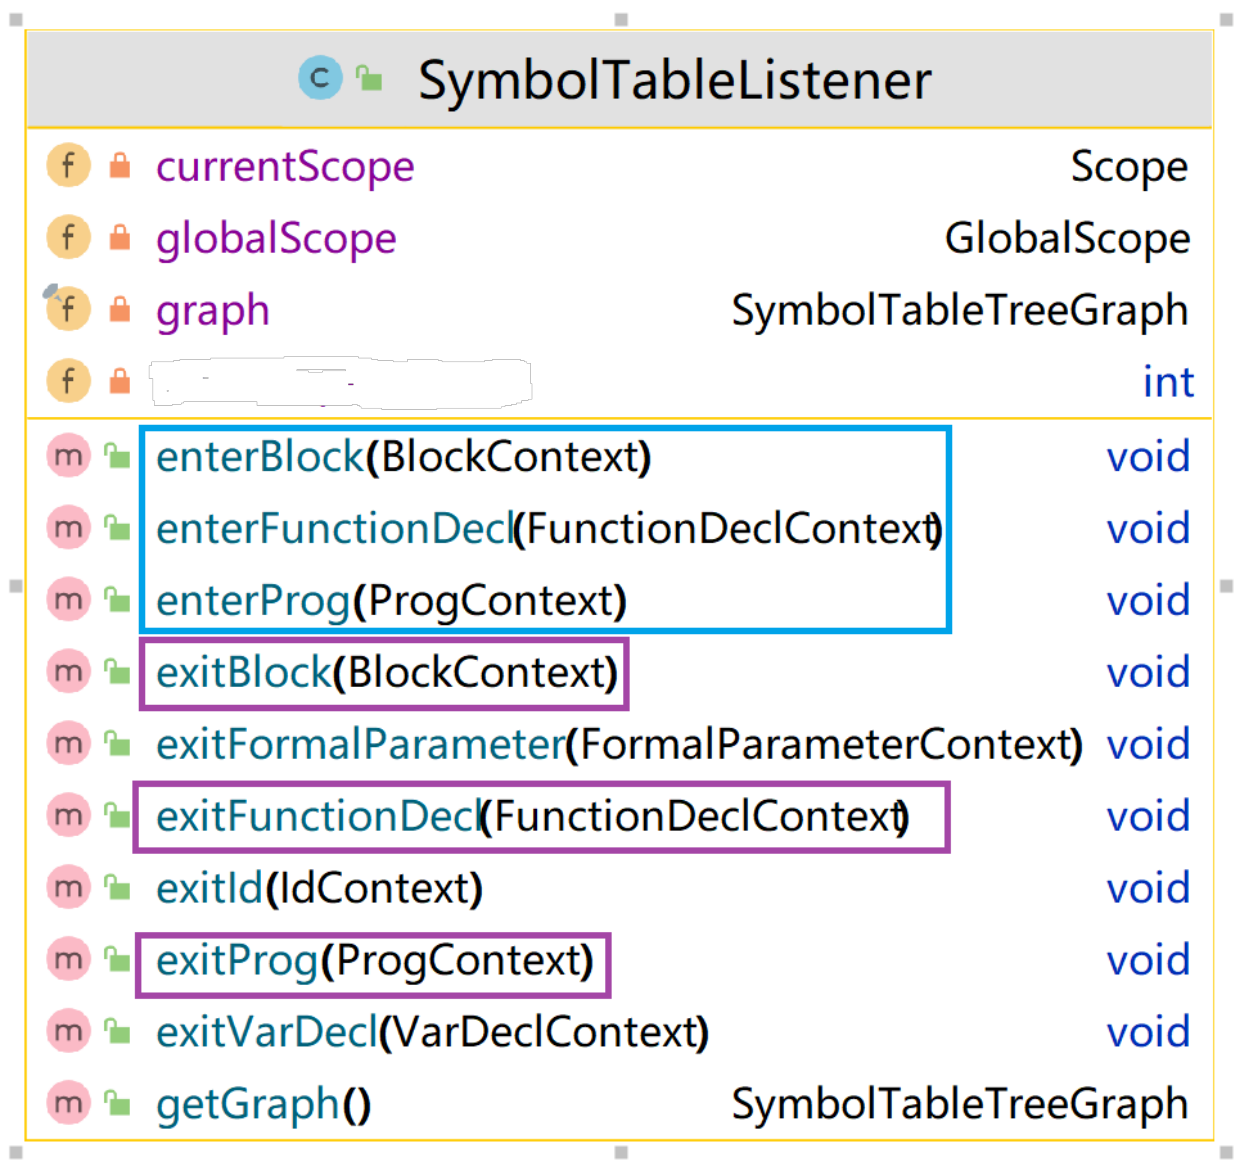 C SymbolTableListener
f currentScope Scope
f globalScope GlobalScope
f graph SymbolTableTreeGraph
f int
m enterBlock(BlockContext) void
m enterFunctionDecl(FunctionDeclContext) void
m enterProg(ProgContext) void
m exitBlock(BlockContext) void
m exitFormalParameter(FormalParameterContext) void
m exitFunctionDecl(FunctionDeclContext) void
m exitId(IdContext) void
m exitProg(ProgContext) void
m exitVarDecl(VarDeclContext) void
m getGraph() SymbolTableTreeGraph